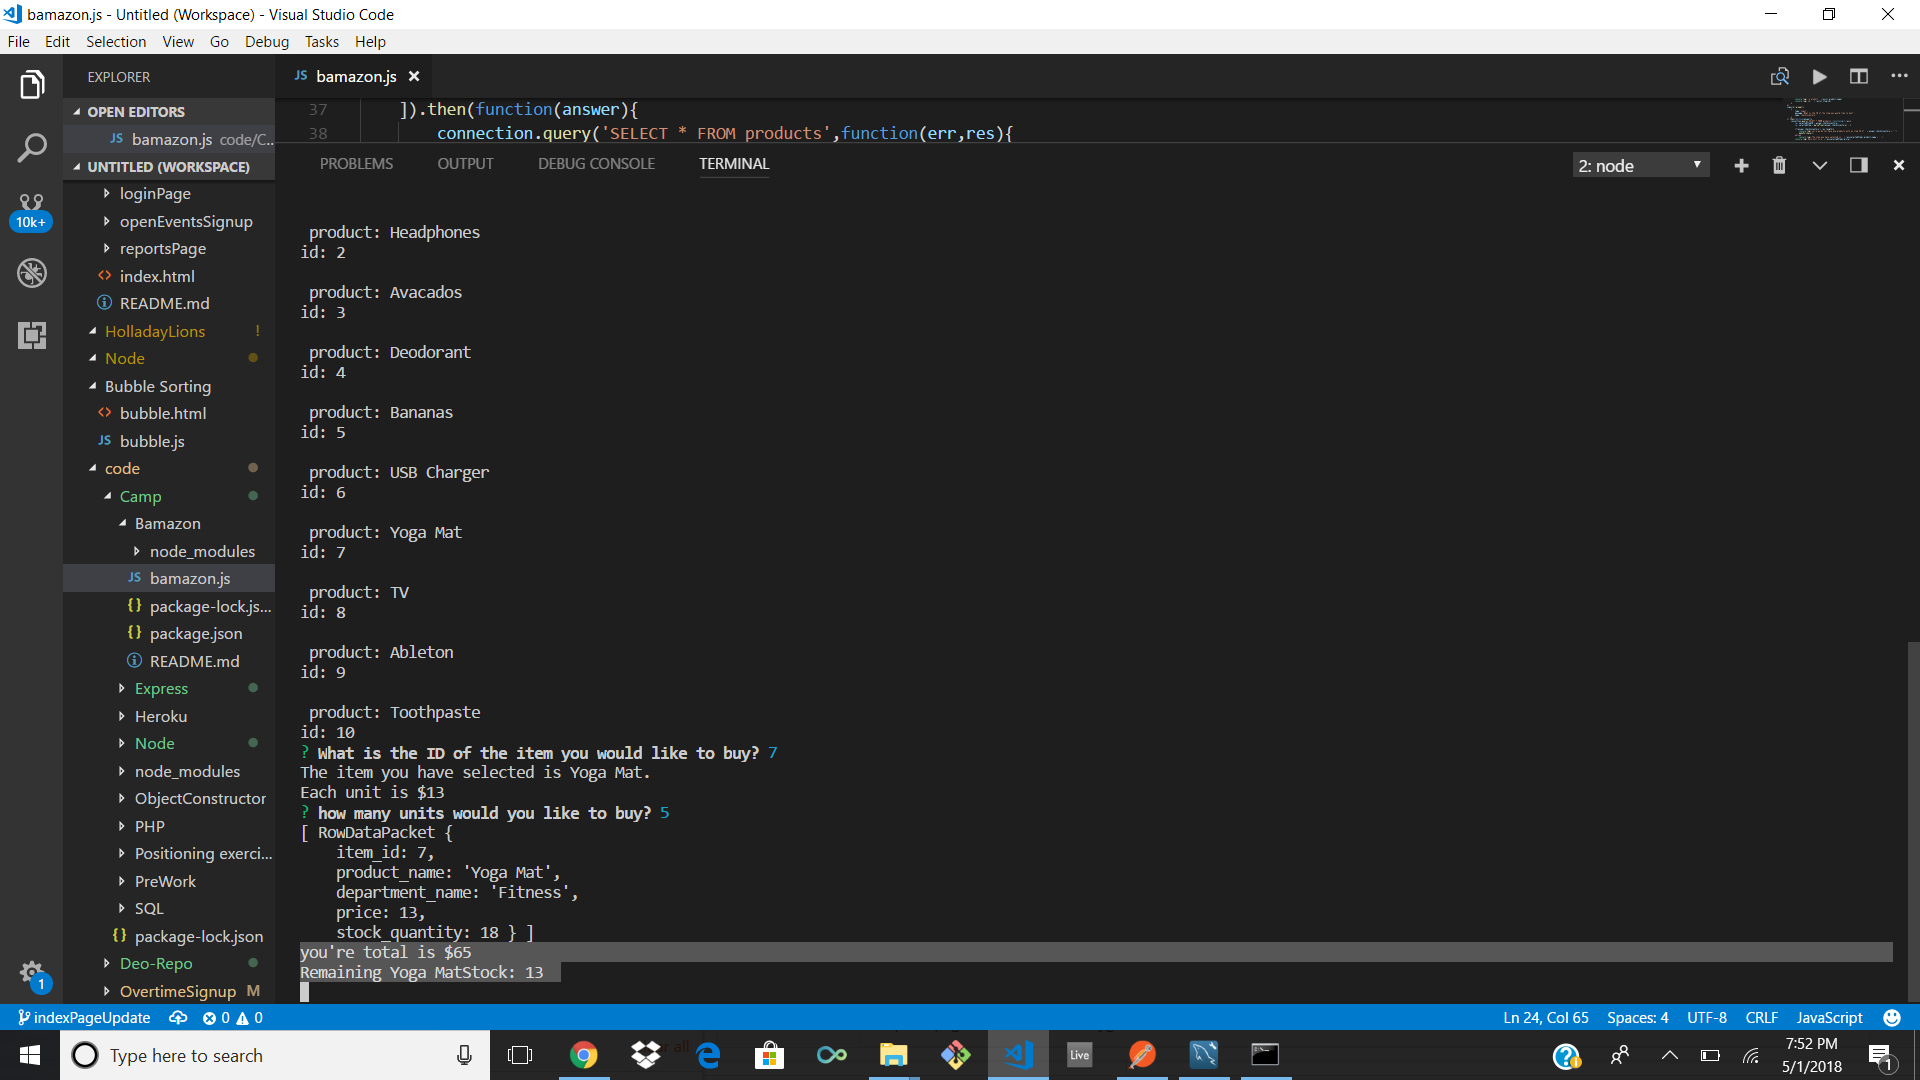 bamazon.js - Untitled (Workspace) - Visual Studio Code
File Edit Selection View Go Debug Tasks Help
EXPLORER
OPEN EDITORS
JS bamazon.js code/C...
UNTITLED (WORKSPACE)
loginPage
openEventsSignup
reportsPage
<> index.html
README.md
HolladayLions !
Node
Bubble Sorting
<> bubble.html
JS bubble.js
code
Camp
Bamazon
node_modules
JS bamazon.js
{} package-lock.js...
{} package.json
README.md
Express
Heroku
Node
node_modules
ObjectConstructor
PHP
Positioning exerci...
PreWork
SQL
{} package-lock.json
Deo-Repo
OvertimeSignup M
10k+
1
JS bamazon.js
37 ]).then(function(answer){
38 connection.query('SELECT * FROM products',function(err,res){
PROBLEMS OUTPUT DEBUG CONSOLE TERMINAL 2: node
product: Headphones
id: 2
product: Avacados
id: 3
product: Deodorant
id: 4
product: Bananas
id: 5
product: USB Charger
id: 6
product: Yoga Mat
id: 7
product: TV
id: 8
product: Ableton
id: 9
product: Toothpaste
id: 10
? What is the ID of the item you would like to buy? 7
The item you have selected is Yoga Mat.
Each unit is $13
? how many units would you like to buy? 5
[ RowDataPacket {
item_id: 7,
product_name: 'Yoga Mat',
department_name: 'Fitness',
price: 13,
stock_quantity: 18 } ]
you're total is $65
Remaining Yoga MatStock: 13
indexPageUpdate 0 0 Ln 24, Col 65 Spaces: 4 UTF-8 CRLF JavaScript
Type here to search
Live
7:52 PM
5/1/2018
1